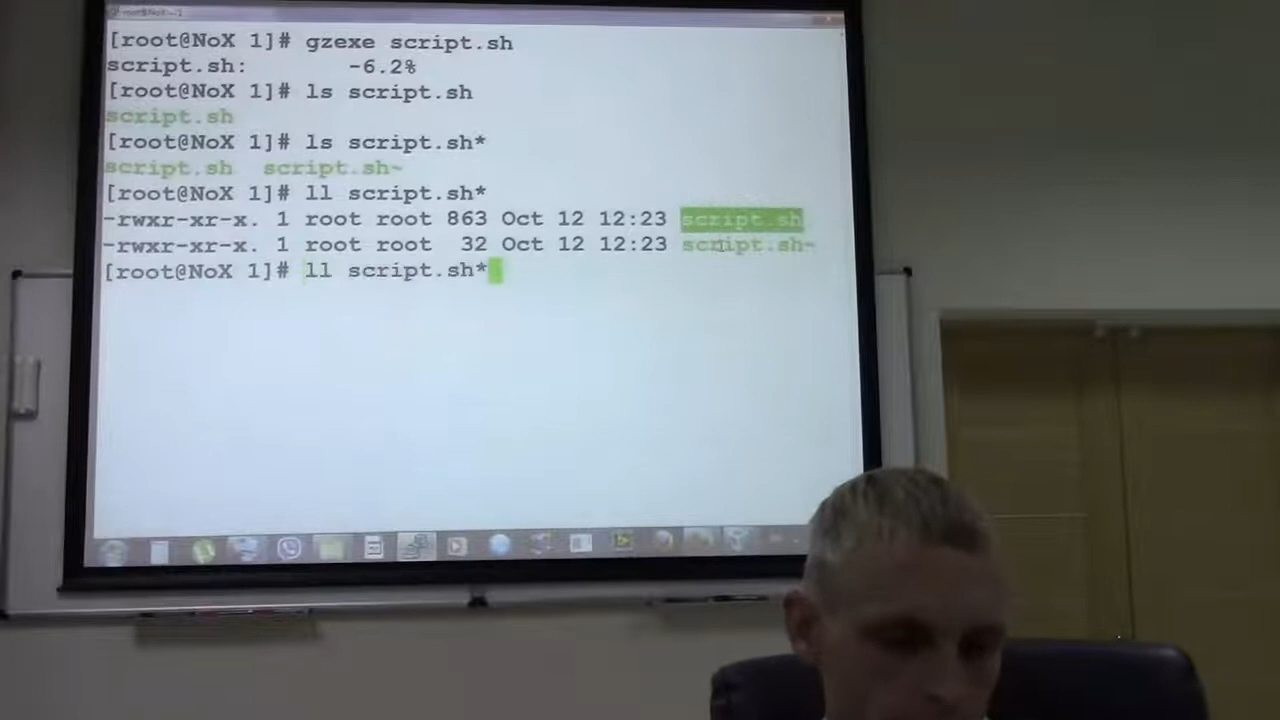 [root@NoX 1]# gzexe script.sh
script.sh:       -6.2%
[root@NoX 1]# ls script.sh
script.sh
[root@NoX 1]# ls script.sh*
script.sh  script.sh~
[root@NoX 1]# ll script.sh*
-rwxr-xr-x. 1 root root 863 Oct 12 12:23 script.sh
-rwxr-xr-x. 1 root root  32 Oct 12 12:23 script.sh~
[root@NoX 1]# ll script.sh*